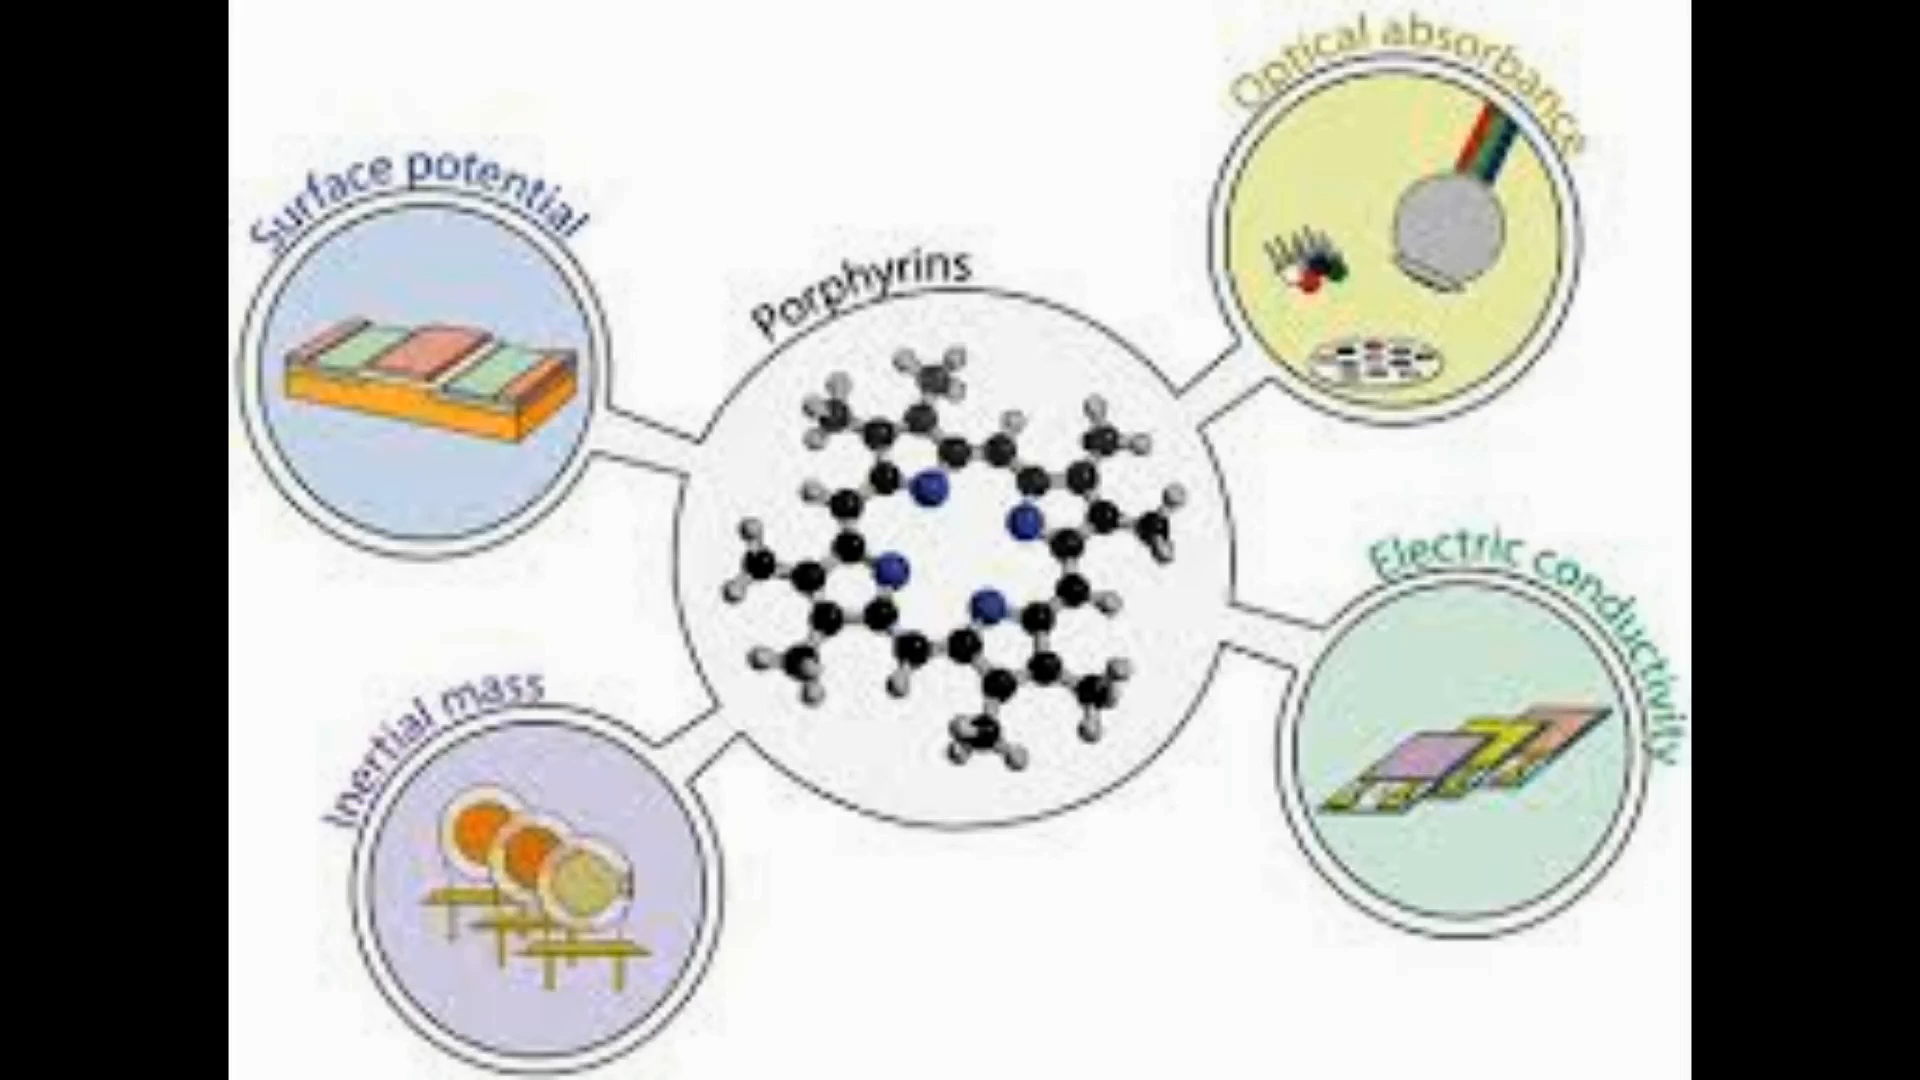 Optical absorbance
Surface potential
Porphyrins
Electric conductivity
Inertial mass